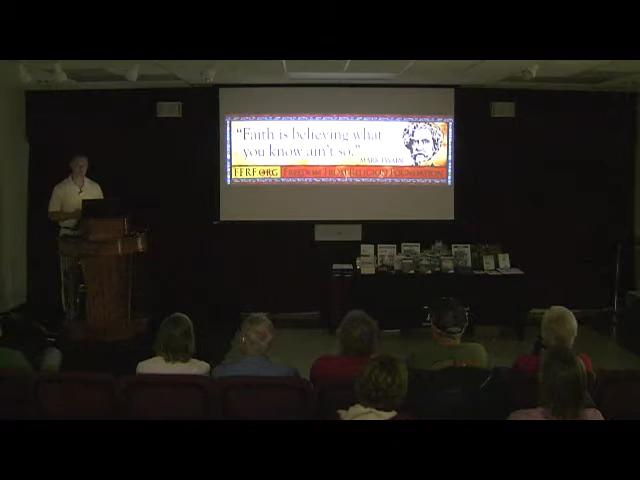 "Faith is believing what
you know ain't so."
MARK TWAIN
FFRF.ORG FREEDOM FROM RELIGION FOUNDATION